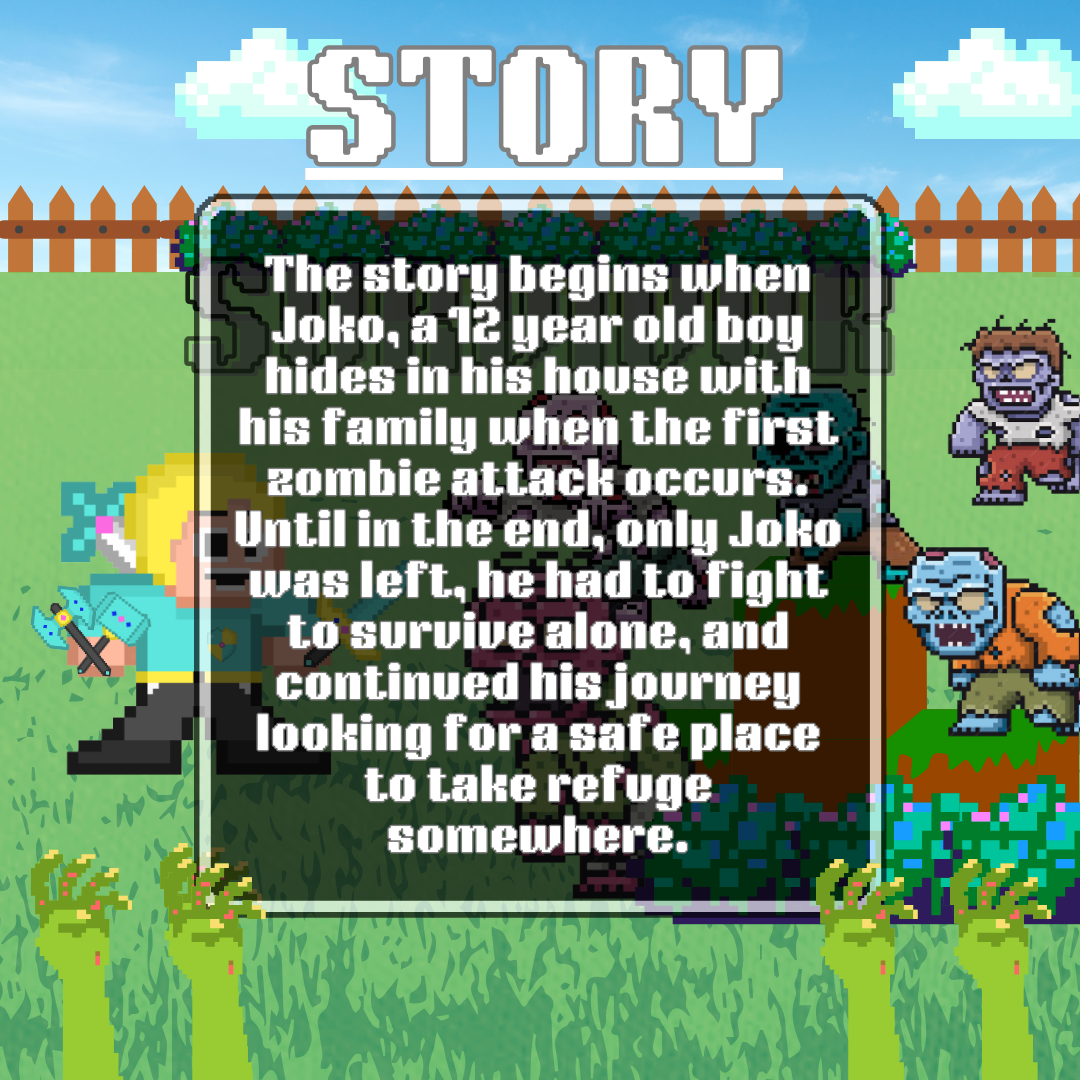 STORY
The story begins when
Joko, a 12 year old boy
hides in his house with
his family when the first
zombie attack occurs.
Until in the end, only Joko
was left, he had to fight
to survive alone, and
continued his journey
looking for a safe place
to take refuge
somewhere.